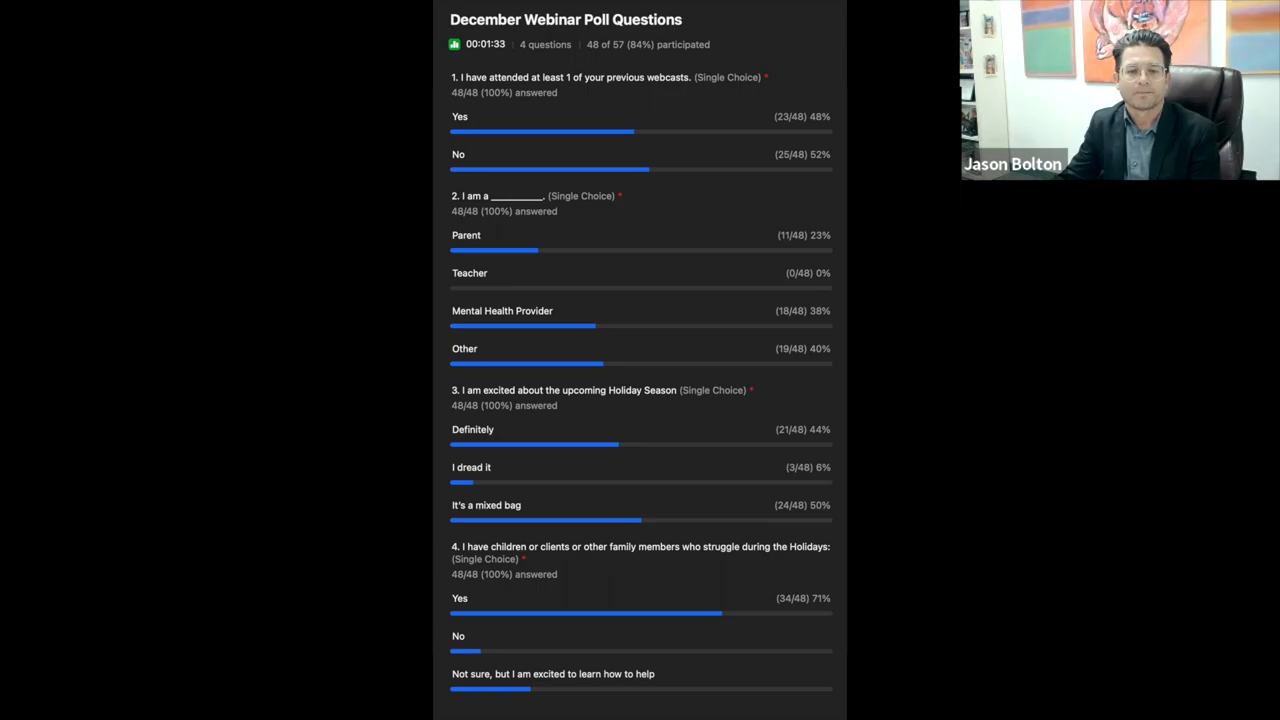 December Webinar Poll Questions
00:01:33 4 questions 48 of 57 (84%) participated
1. I have attended at least 1 of your previous webcasts. (Single Choice) *
48/48 (100%) answered
Yes (23/48) 48%
No (25/48) 52%
2. I am a __________. (Single Choice) *
48/48 (100%) answered
Parent (11/48) 23%
Teacher (0/48) 0%
Mental Health Provider (18/48) 38%
Other (19/48) 40%
3. I am excited about the upcoming Holiday Season (Single Choice) *
48/48 (100%) answered
Definitely (21/48) 44%
I dread it (3/48) 6%
It's a mixed bag (24/48) 50%
4. I have children or clients or other family members who struggle during the Holidays:
(Single Choice) *
48/48 (100%) answered
Yes (34/48) 71%
No
Not sure, but I am excited to learn how to help
Jason Bolton